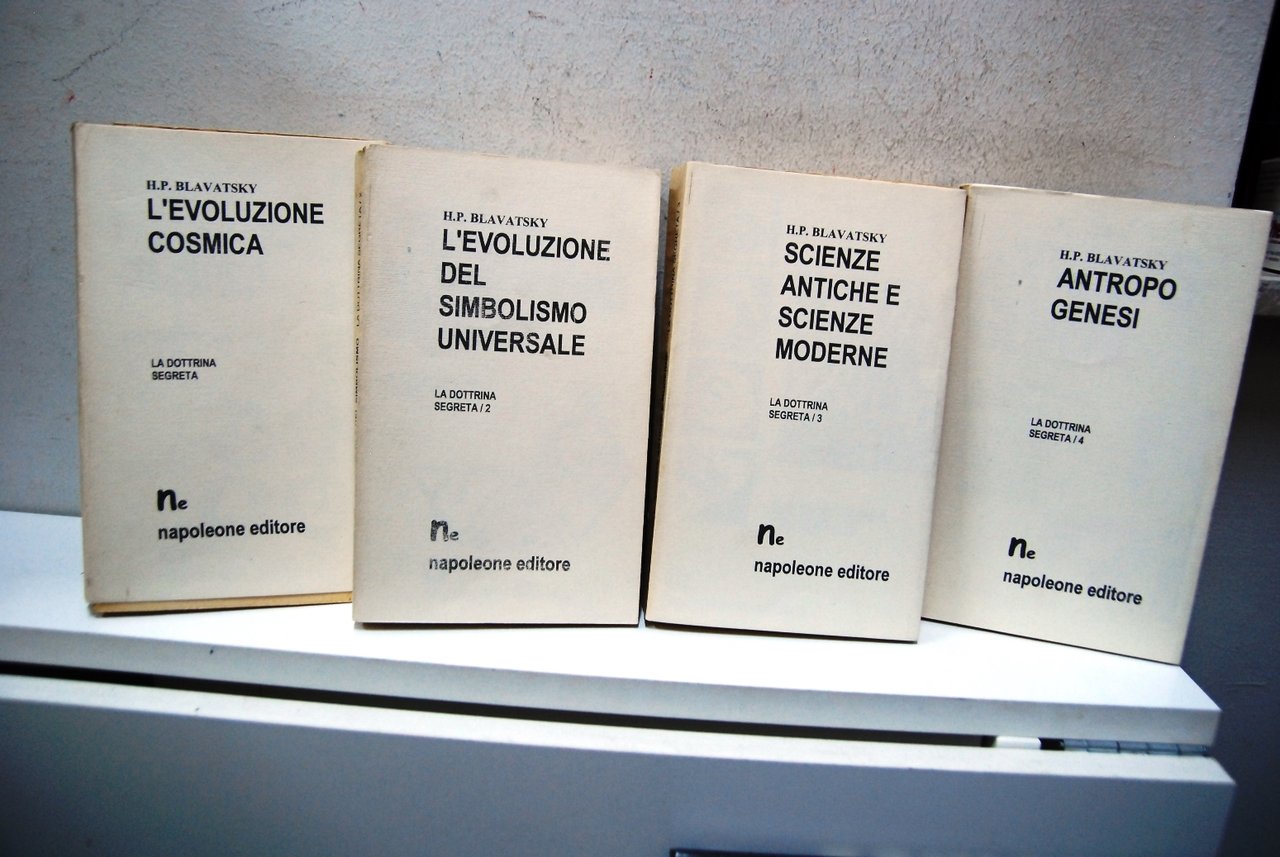 H.P. BLAVATSKY
L'EVOLUZIONE
COSMICA
LA DOTTRINA
SEGRETA
ne
napoleone editore
H.P. BLAVATSKY
L'EVOLUZIONE
DEL
SIMBOLISMO
UNIVERSALE
LA DOTTRINA
SEGRETA / 2
ne
napoleone editore
H.P. BLAVATSKY
SCIENZE
ANTICHE E
SCIENZE
MODERNE
LA DOTTRINA
SEGRETA / 3
ne
napoleone editore
H.P. BLAVATSKY
ANTROPO
GENESI
LA DOTTRINA
SEGRETA / 4
ne
napoleone editore